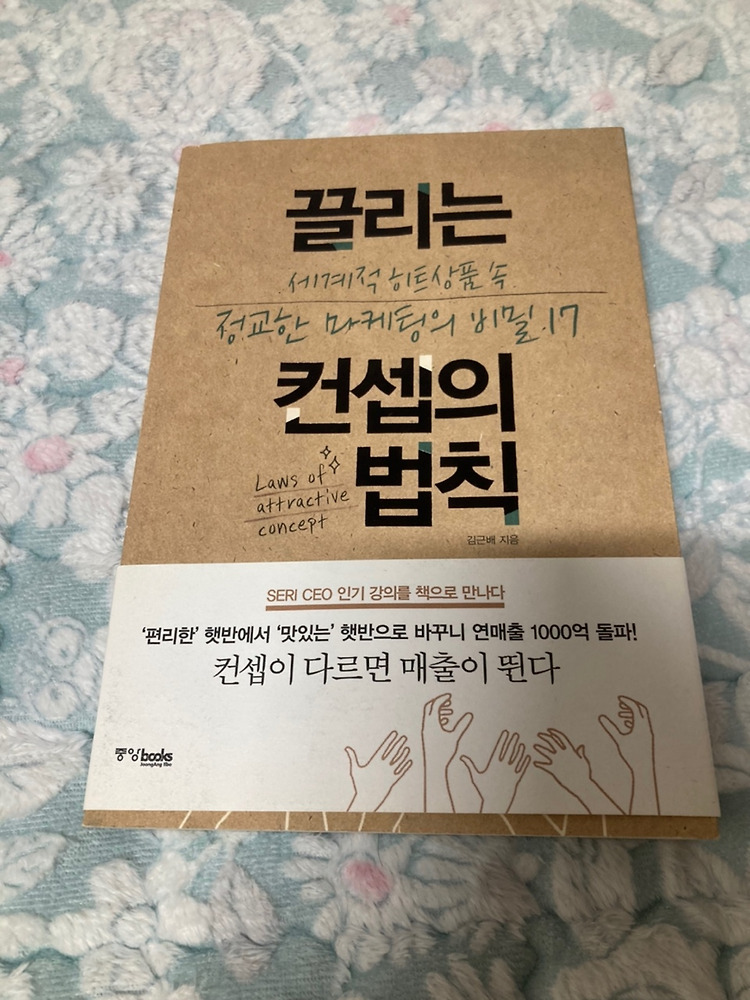 끌리는
세계적 히트상품 속
정교한 마케팅의 비밀 17
컨셉의
법칙
Laws of
attractive
concept
김근배 지음
SERI CEO 인기 강의를 책으로 만나다
‘편리한’ 햇반에서 ‘맛있는’ 햇반으로 바꾸니 연매출 1000억 돌파!
컨셉이 다르면 매출이 뛴다
중앙books
JoongAng Ilbo